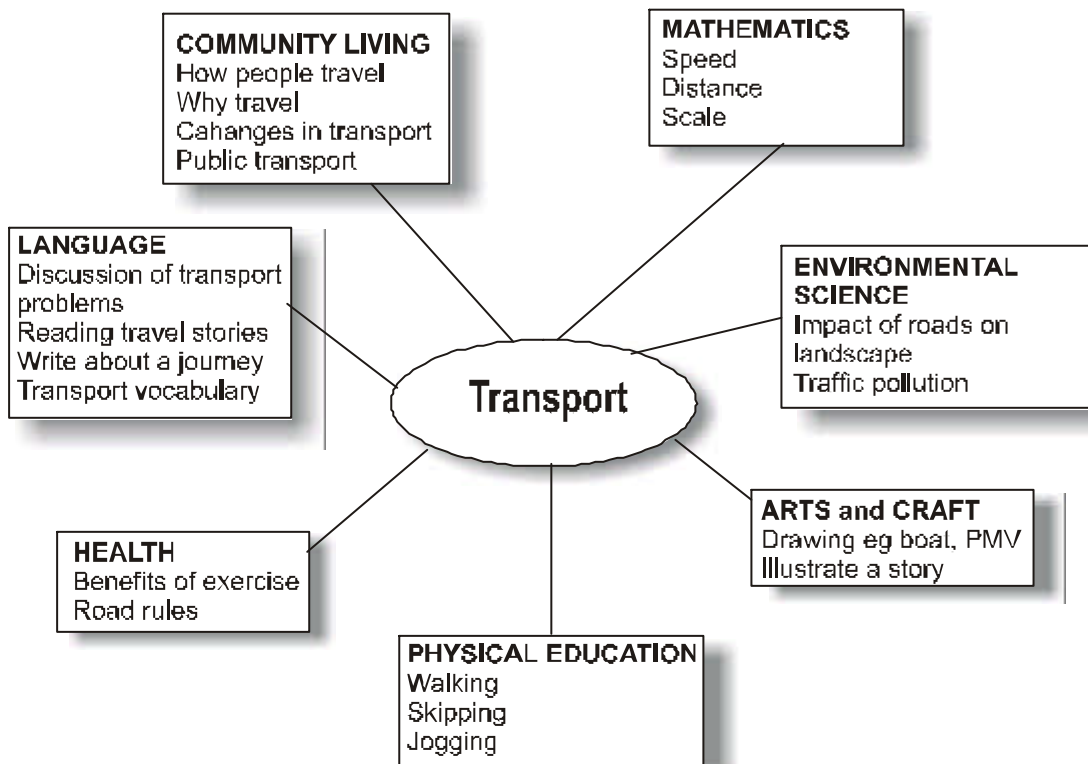 COMMUNITY LIVING
How people travel
Why travel
Cahanges in transport
Public transport
MATHEMATICS
Speed
Distance
Scale
LANGUAGE
Discussion of transport
problems
Reading travel stories
Write about a journey
Transport vocabulary
ENVIRONMENTAL
SCIENCE
Impact of roads on
landscape
Traffic pollution
Transport
ARTS and CRAFT
Drawing eg boat, PMV
Illustrate a story
HEALTH
Benefits of exercise
Road rules
PHYSICAL EDUCATION
Walking
Skipping
Jogging